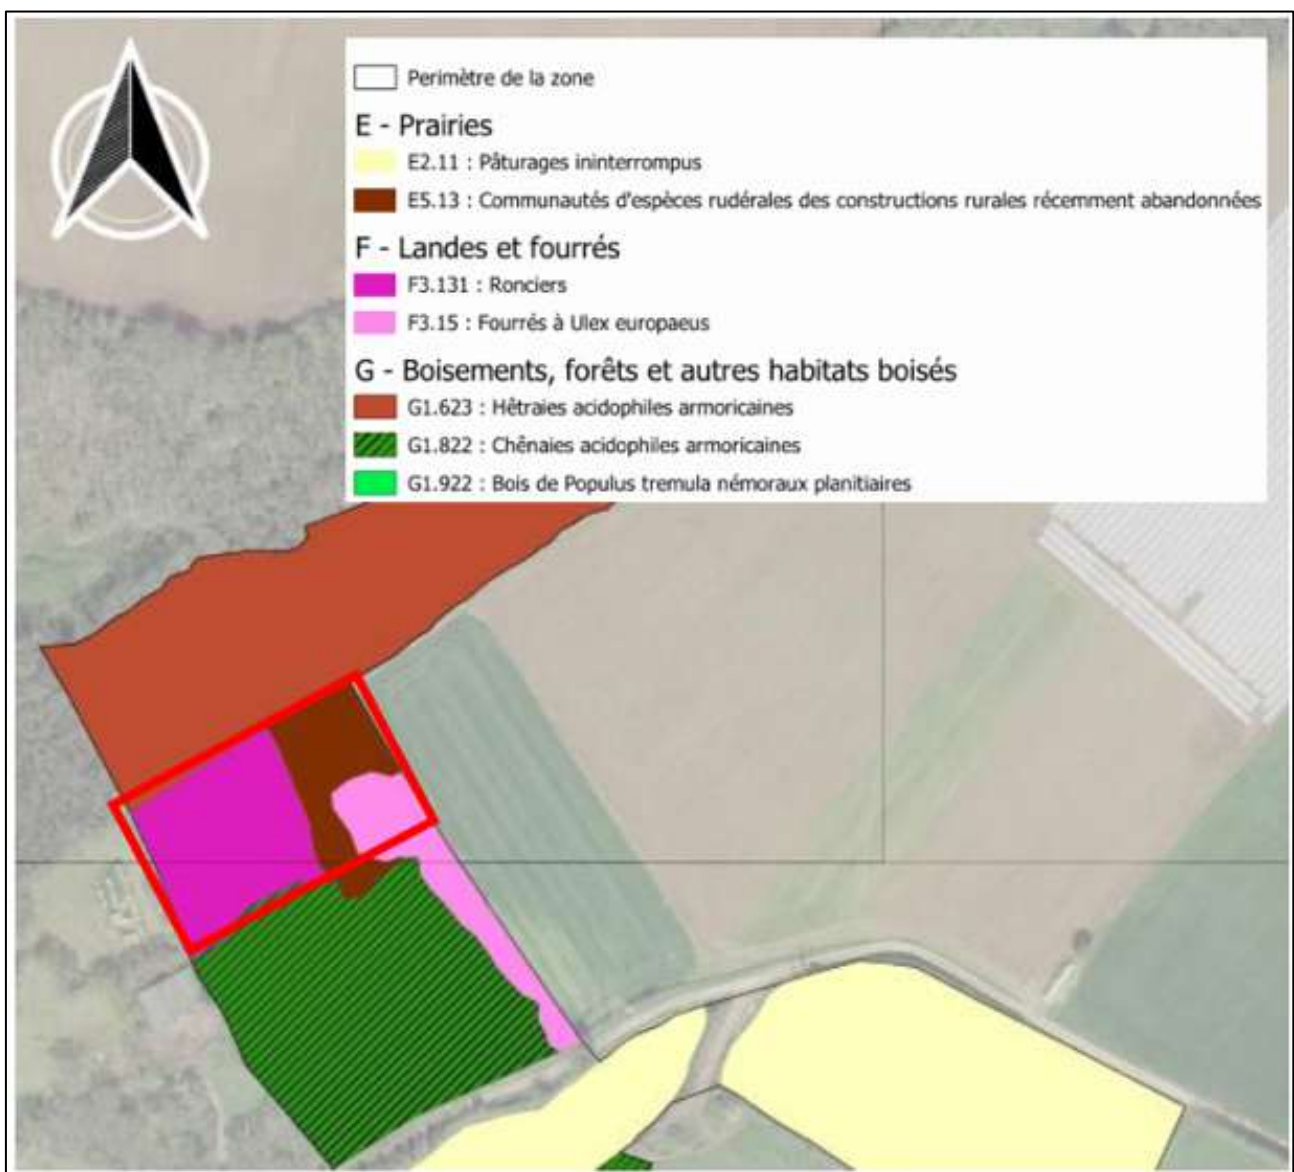 Perimètre de la zone
E - Prairies
E2.11 : Pâturages ininterrompus
E5.13 : Communautés d'espèces rudérales des constructions rurales récemment abandonnées
F - Landes et fourrés
F3.131 : Ronciers
F3.15 : Fourrés à Ulex europaeus
G - Boisements, forêts et autres habitats boisés
G1.623 : Hêtraies acidophiles armoricaines
G1.822 : Chênaies acidophiles armoricaines
G1.922 : Bois de Populus tremula némoraux planitiaires